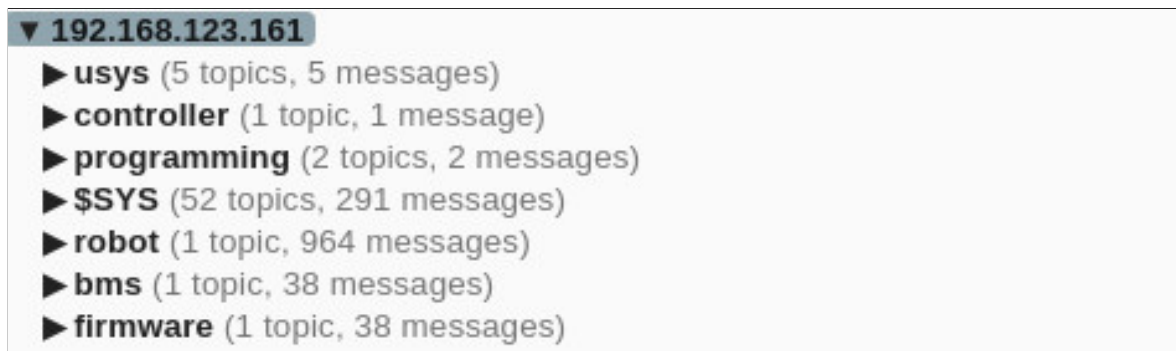 ▼ 192.168.123.161
▶ usys (5 topics, 5 messages)
▶ controller (1 topic, 1 message)
▶ programming (2 topics, 2 messages)
▶ $SYS (52 topics, 291 messages)
▶ robot (1 topic, 964 messages)
▶ bms (1 topic, 38 messages)
▶ firmware (1 topic, 38 messages)